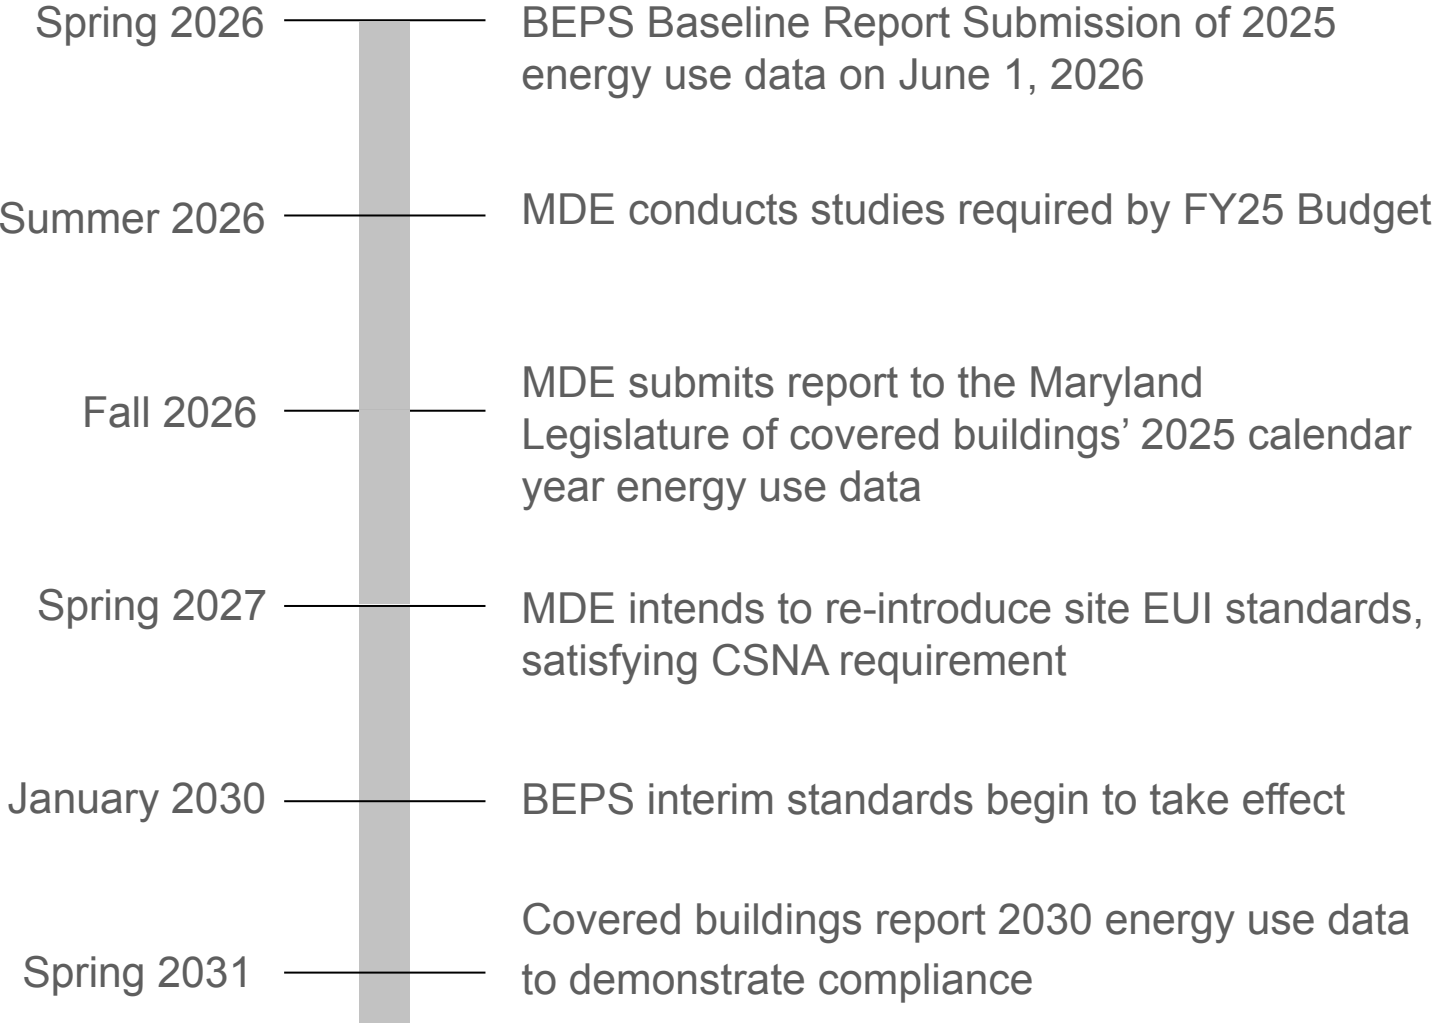 Spring 2026
BEPS Baseline Report Submission of 2025
energy use data on June 1, 2026
Summer 2026
MDE conducts studies required by FY25 Budget
Fall 2026
MDE submits report to the Maryland
Legislature of covered buildings’ 2025 calendar
year energy use data
Spring 2027
MDE intends to re-introduce site EUI standards,
satisfying CSNA requirement
January 2030
BEPS interim standards begin to take effect
Spring 2031
Covered buildings report 2030 energy use data
to demonstrate compliance